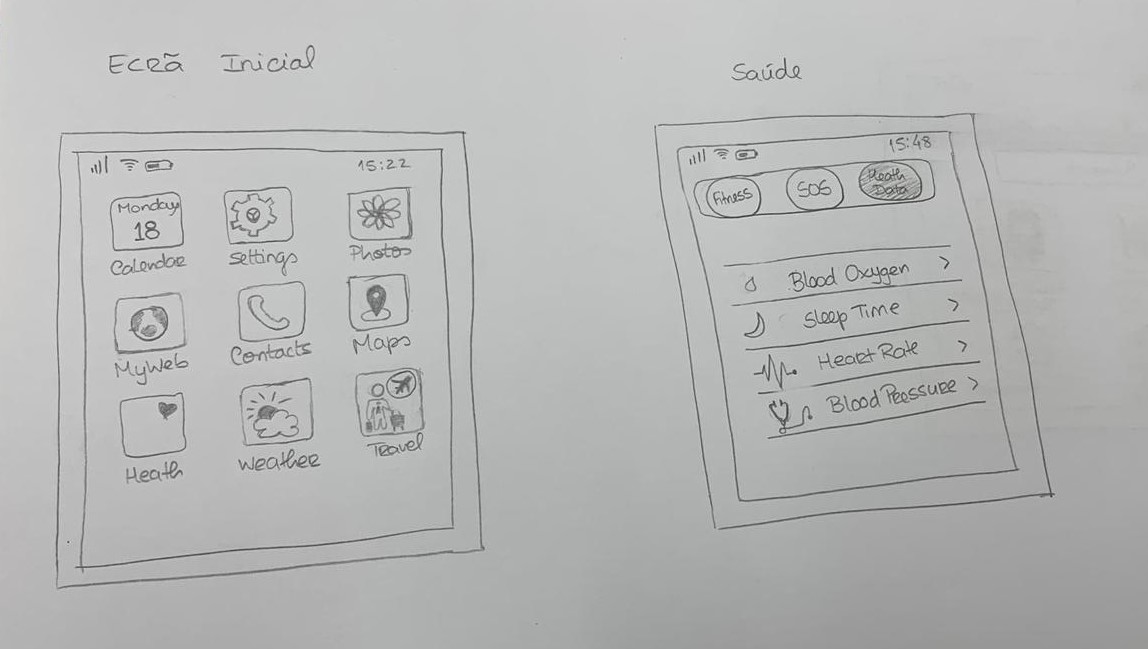 Ecrã Inicial
15:22
Monday
18
Calendar
Settings
Photos
MyWeb
Contacts
Maps
Heath
Weather
Travel
Saúde
15:48
Fitness
SOS
Heath
Data
Blood Oxygen
Sleep Time
Heart Rate
Blood Pressure